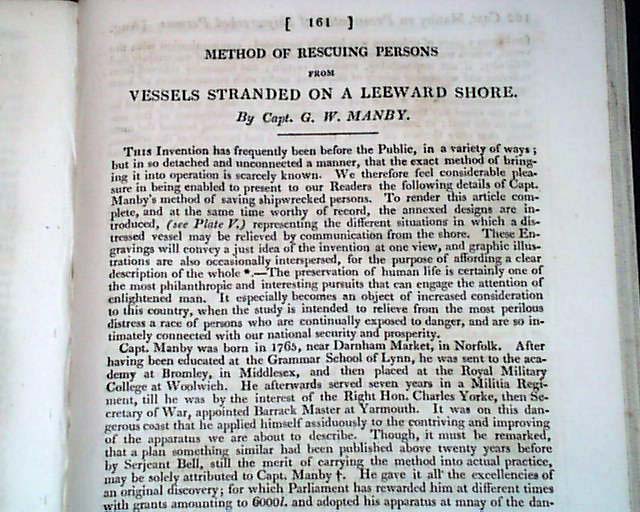 [ 161 ]
METHOD OF RESCUING PERSONS
FROM
VESSELS STRANDED ON A LEEWARD SHORE.
By Capt. G. W. MANBY.
THIS Invention has frequently been before the Public, in a variety of ways;
but in so detached and unconnected a manner, that the exact method of bring-
ing it into operation is scarcely known. We therefore feel considerable plea-
sure in being enabled to present to our Readers the following details of Capt.
Manby's method of saving shipwrecked persons. To render this article com-
plete, and at the same time worthy of record, the annexed designs are in-
troduced, (see Plate V.) representing the different situations in which a dis-
tressed vessel may be relieved by communication from the shore. These En-
gravings will convey a just idea of the invention at one view, and graphic illus-
trations are also occasionally interspersed, for the purpose of affording a clear
description of the whole *.—The preservation of human life is certainly one of
the most philanthropic and interesting pursuits that can engage the attention of
enlightened man. It especially becomes an object of increased consideration
to this country, when the study is intended to relieve from the most perilous
distress a race of persons who are continually exposed to danger, and are so in-
timately connected with our national security and prosperity.
Capt. Manby was born in 1765, near Darnham Market, in Norfolk. After
having been educated at the Grammar School of Lynn, he was sent to the aca-
demy at Bromley, in Middlesex, and then placed at the Royal Military
College at Woolwich. He afterwards served seven years in a Militia Regi-
ment, till he was by the interest of the Right Hon. Charles Yorke, then Se-
cretary of War, appointed Barrack Master at Yarmouth. It was on this dan-
gerous coast that he applied himself assiduously to the contriving and improving
of the apparatus we are about to describe. Though, it must be remarked,
that a plan something similar had been published above twenty years before
by Serjeant Bell, still the merit of carrying the method into actual practice,
may be solely attributed to Capt. Manby †. He gave it all the excellencies of
an original discovery; for which Parliament has rewarded him at different times
with grants amounting to 6000l. and adopted his apparatus at mnay of the dan-